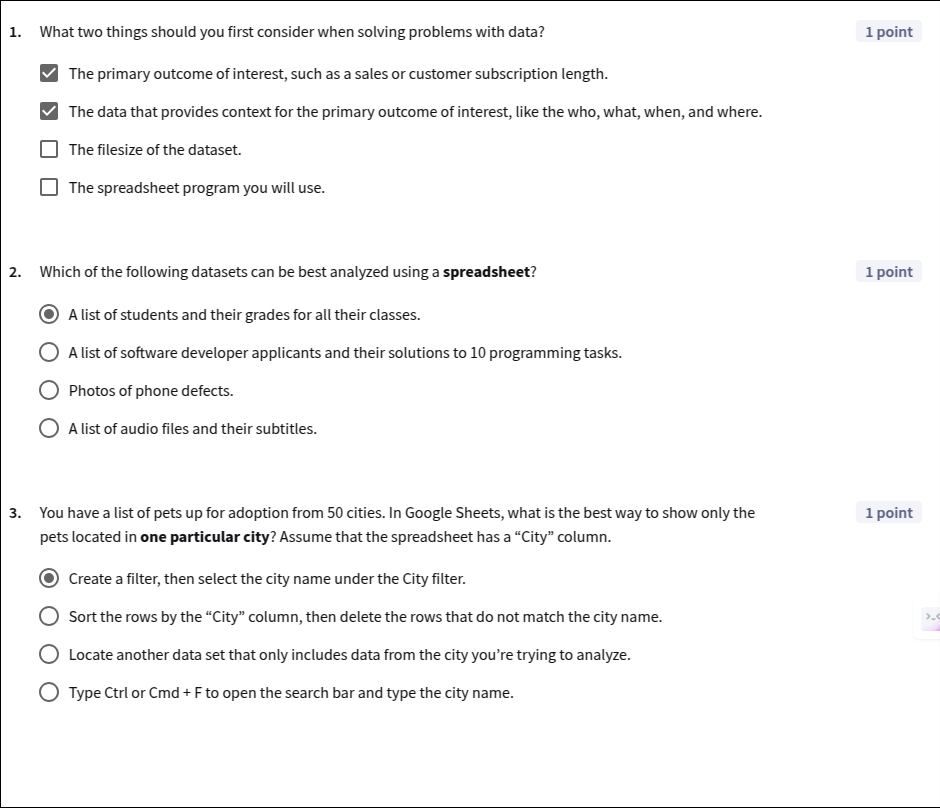 1. What two things should you first consider when solving problems with data? 1 point
The primary outcome of interest, such as a sales or customer subscription length.
The data that provides context for the primary outcome of interest, like the who, what, when, and where.
The filesize of the dataset.
The spreadsheet program you will use.
2. Which of the following datasets can be best analyzed using a spreadsheet? 1 point
A list of students and their grades for all their classes.
A list of software developer applicants and their solutions to 10 programming tasks.
Photos of phone defects.
A list of audio files and their subtitles.
3. You have a list of pets up for adoption from 50 cities. In Google Sheets, what is the best way to show only the 1 point
pets located in one particular city? Assume that the spreadsheet has a “City” column.
Create a filter, then select the city name under the City filter.
Sort the rows by the “City” column, then delete the rows that do not match the city name.
Locate another data set that only includes data from the city you’re trying to analyze.
Type Ctrl or Cmd + F to open the search bar and type the city name.